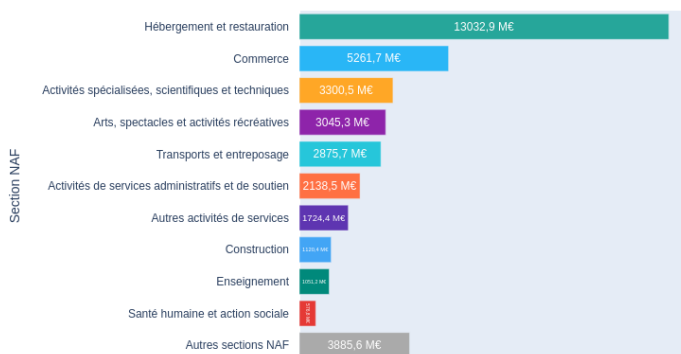 Section NAF
Hébergement et restauration 13032,9 M€
Commerce 5261,7 M€
Activités spécialisées, scientifiques et techniques 3300,5 M€
Arts, spectacles et activités récréatives 3045,3 M€
Transports et entreposage 2875,7 M€
Activités de services administratifs et de soutien 2138,5 M€
Autres activités de services 1724,4 M€
Construction
Enseignement 1051,2 M€
Santé humaine et action sociale
Autres sections NAF 3885,6 M€